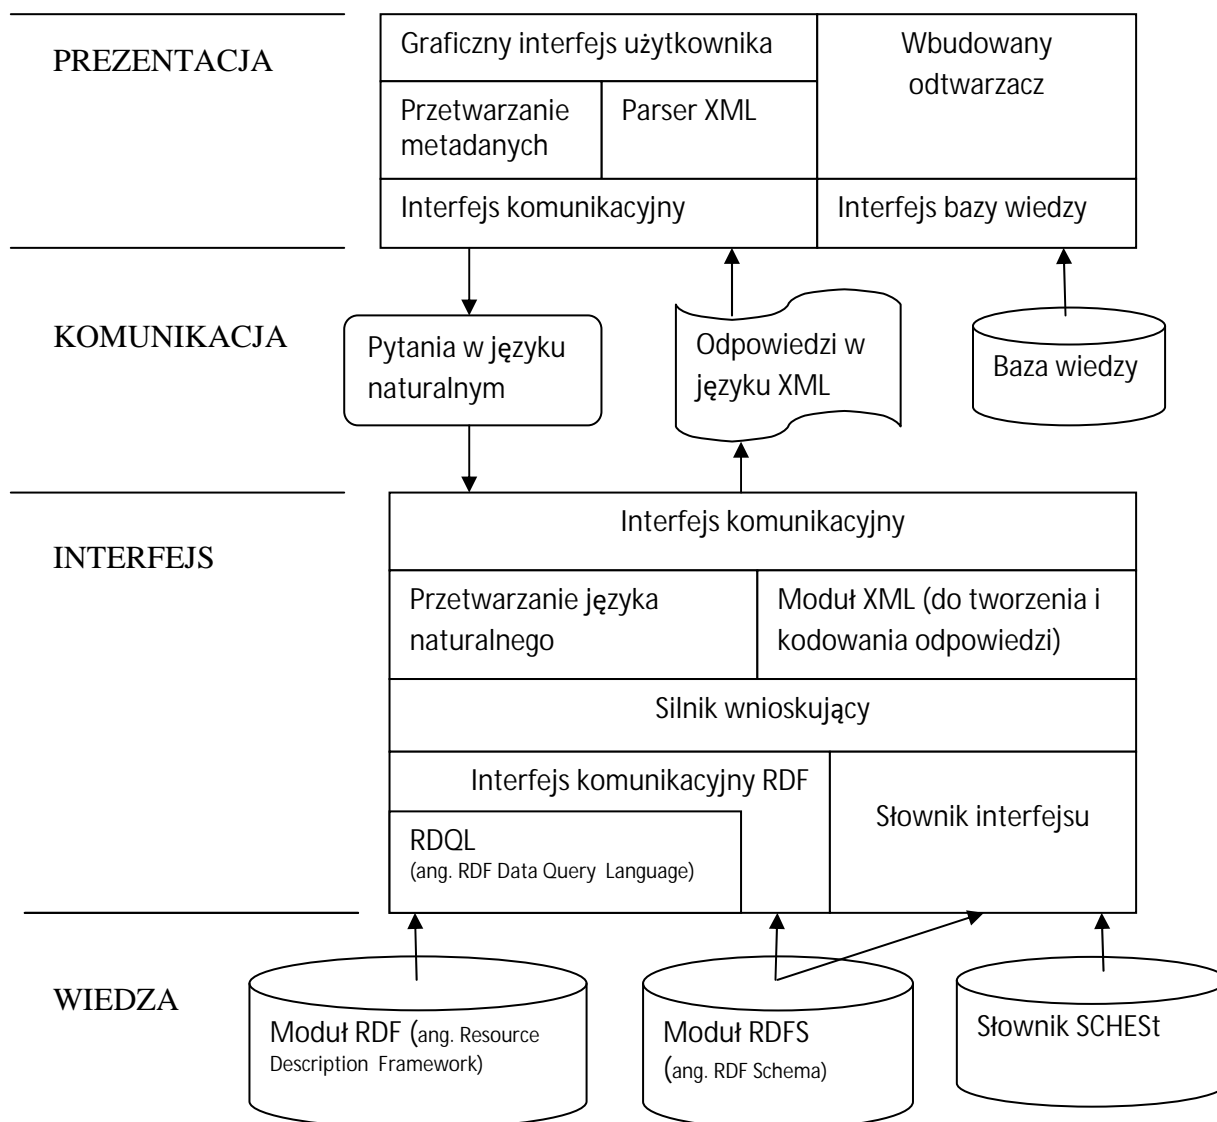 PREZENTACJA
Graficzny interfejs użytkownika
Wbudowany
odtwarzacz
Przetwarzanie
metadanych
Parser XML
Interfejs komunikacyjny
Interfejs bazy wiedzy
KOMUNIKACJA
Pytania w języku
naturalnym
Odpowiedzi w
języku XML
Baza wiedzy
INTERFEJS
Interfejs komunikacyjny
Przetwarzanie języka
naturalnego
Moduł XML (do tworzenia i
kodowania odpowiedzi)
Silnik wnioskujący
Interfejs komunikacyjny RDF
RDQL
(ang. RDF Data Query Language)
Słownik interfejsu
WIEDZA
Moduł RDF (ang. Resource
Description Framework)
Moduł RDFS
(ang. RDF Schema)
Słownik SCHESt